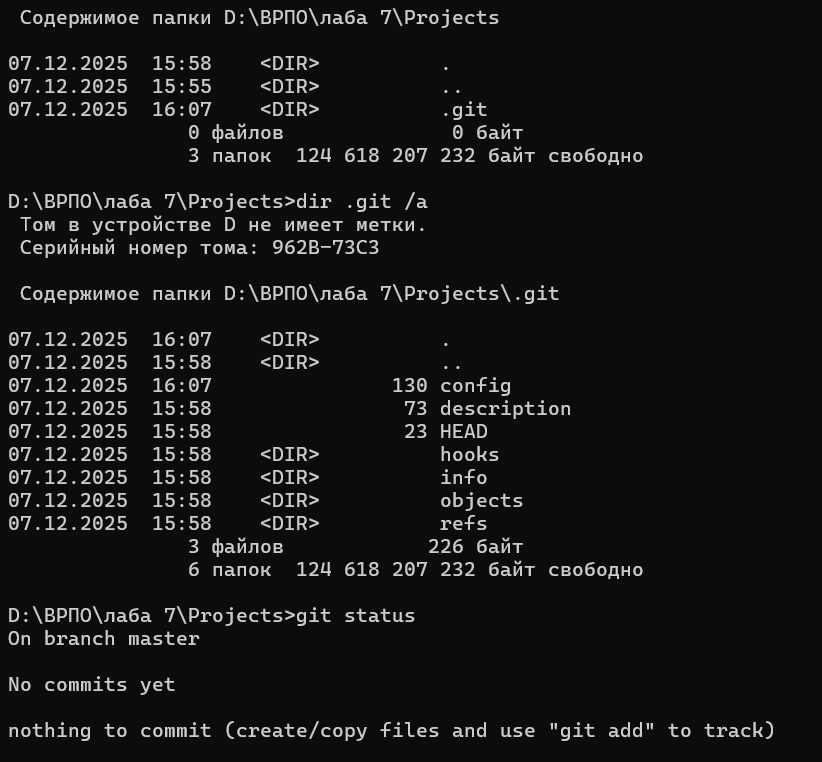 Содержимое папки D:\ВРПО\лаба 7\Projects
07.12.2025  15:58    <DIR>          .
07.12.2025  15:55    <DIR>          ..
07.12.2025  16:07    <DIR>          .git
               0 файлов              0 байт
               3 папок  124 618 207 232 байт свободно
D:\ВРПО\лаба 7\Projects>dir .git /a
 Том в устройстве D не имеет метки.
 Серийный номер тома: 962B-73C3
 Содержимое папки D:\ВРПО\лаба 7\Projects\.git
07.12.2025  16:07    <DIR>          .
07.12.2025  15:58    <DIR>          ..
07.12.2025  16:07               130 config
07.12.2025  15:58                73 description
07.12.2025  15:58                23 HEAD
07.12.2025  15:58    <DIR>          hooks
07.12.2025  15:58    <DIR>          info
07.12.2025  15:58    <DIR>          objects
07.12.2025  15:58    <DIR>          refs
               3 файлов            226 байт
               6 папок  124 618 207 232 байт свободно
D:\ВРПО\лаба 7\Projects>git status
On branch master
No commits yet
nothing to commit (create/copy files and use "git add" to track)